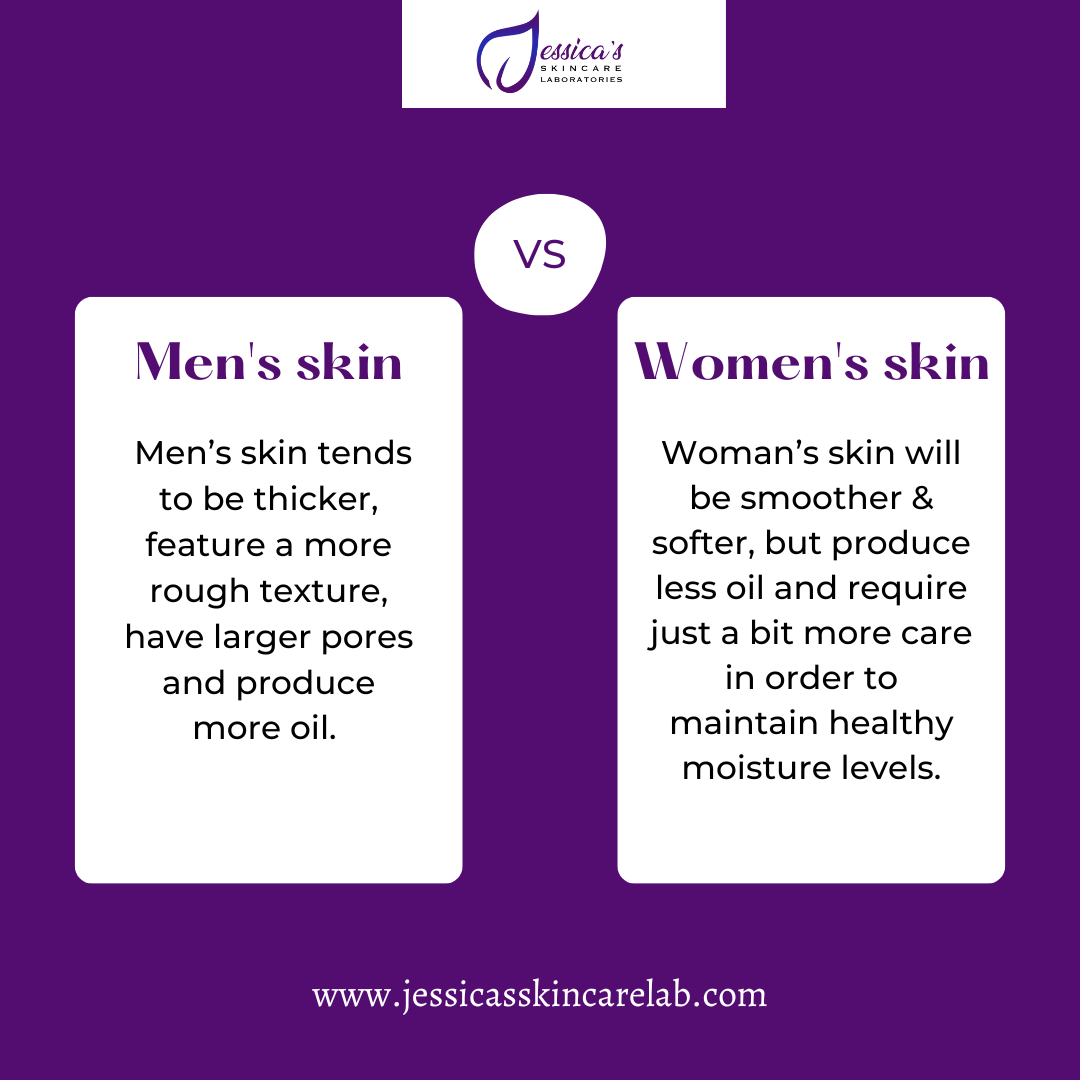 Jessica's
SKINCARE
LABORATORIES
VS
Men's skin
Men’s skin tends
to be thicker,
feature a more
rough texture,
have larger pores
and produce
more oil.
Women's skin
Woman’s skin will
be smoother &
softer, but produce
less oil and require
just a bit more care
in order to
maintain healthy
moisture levels.
www.jessicasskincarelab.com